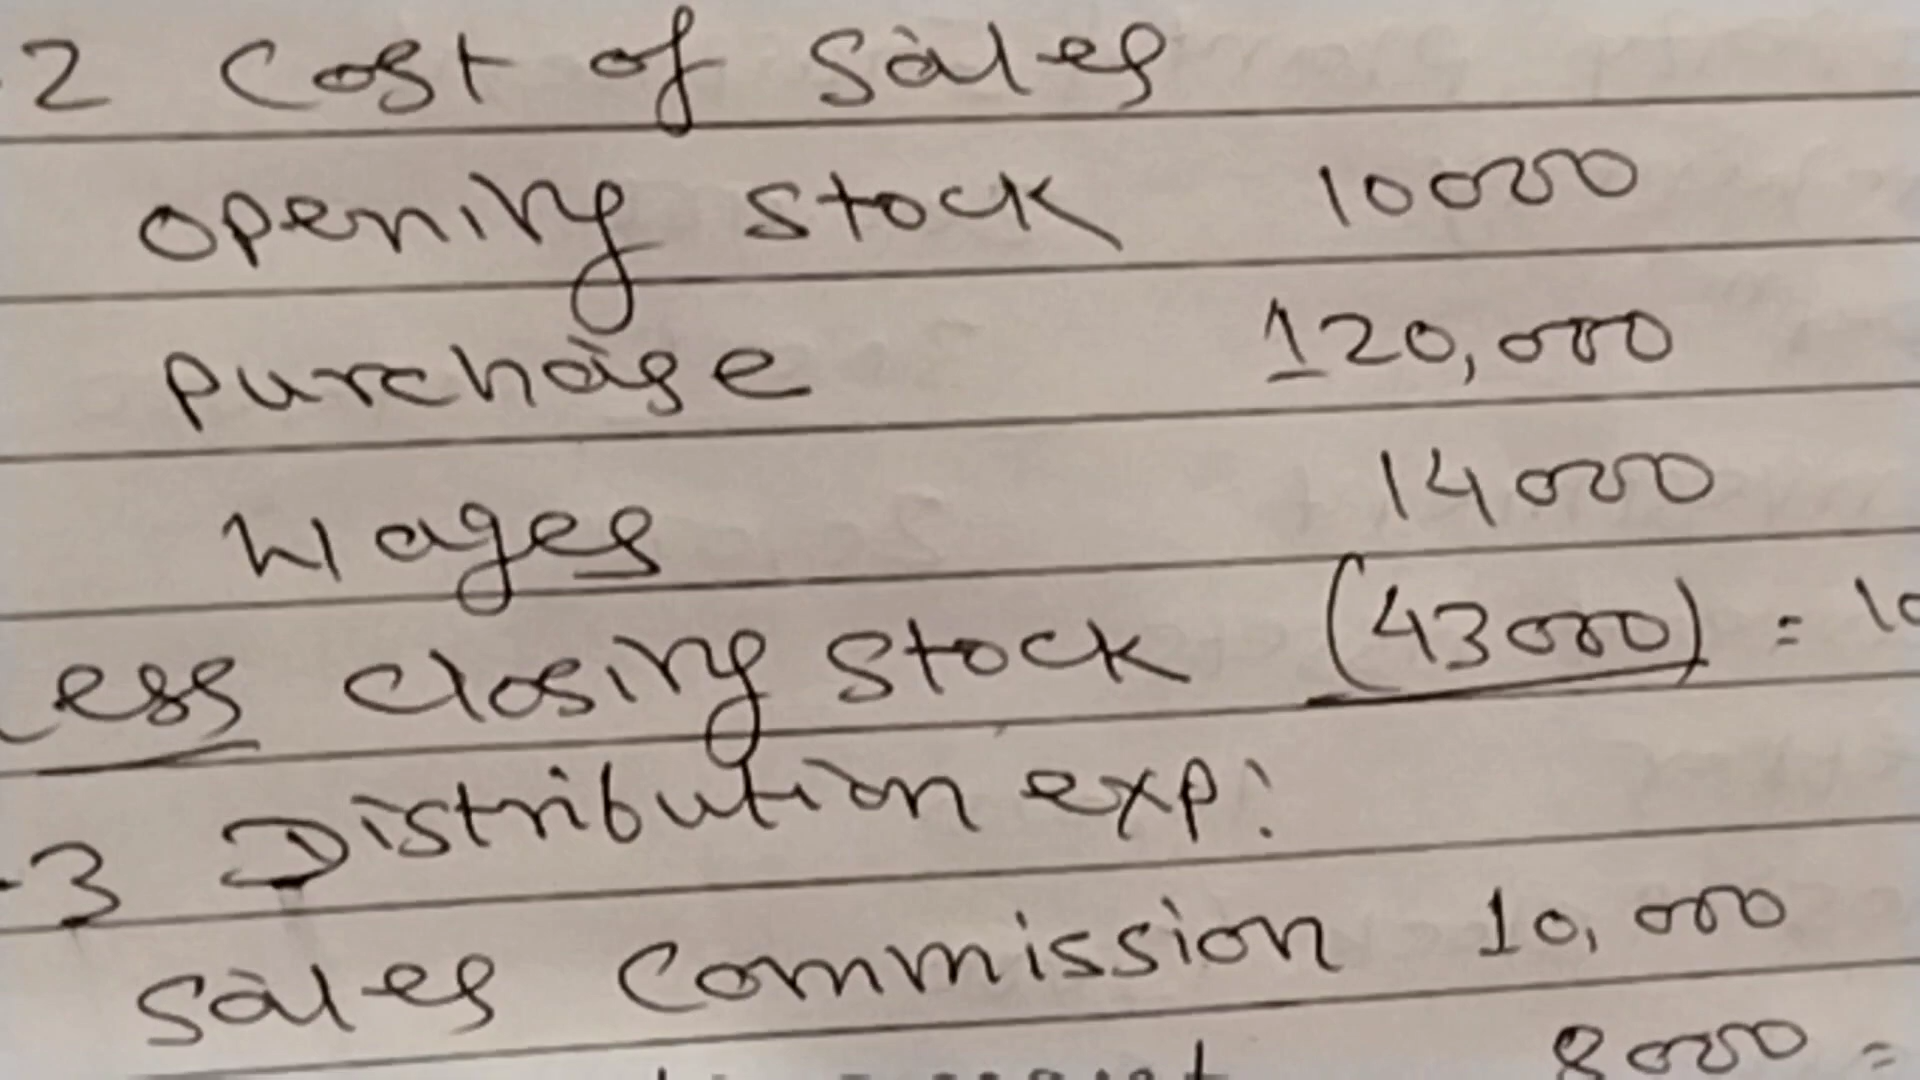 2 Cost of Sales
opening stock 10000
purchase 120,000
Wages 14000
Less closing stock (43000) = 10
-3 Distribution exp:
Sales Commission 10,000
8000 =